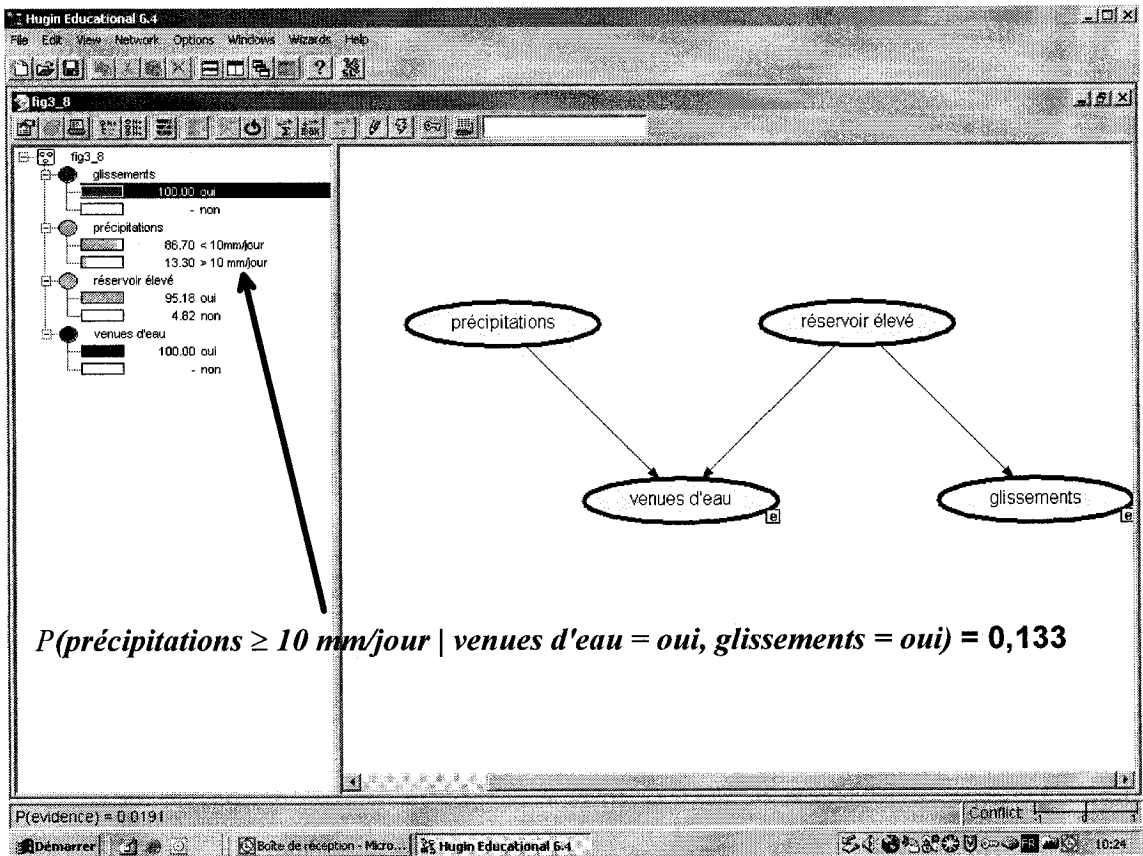 Hugin Educational 6.4
File Edit View Network Options Windows Wizards Help
fig3_8
fig3_8
glissements
100.00 oui
- non
précipitations
86.70 < 10mm/jour
13.30 > 10 mm/jour
réservoir élevé
95.18 oui
4.82 non
venues d'eau
100.00 oui
- non
précipitations
réservoir élevé
venues d'eau
e
glissements
e
P(précipitations ≥ 10 mm/jour | venues d'eau = oui, glissements = oui) = 0,133
P(evidence) = 0.0191
Conflict
Démarrer
Boîte de réception - Micro...
Hugin Educational 6.4
FR
10:24